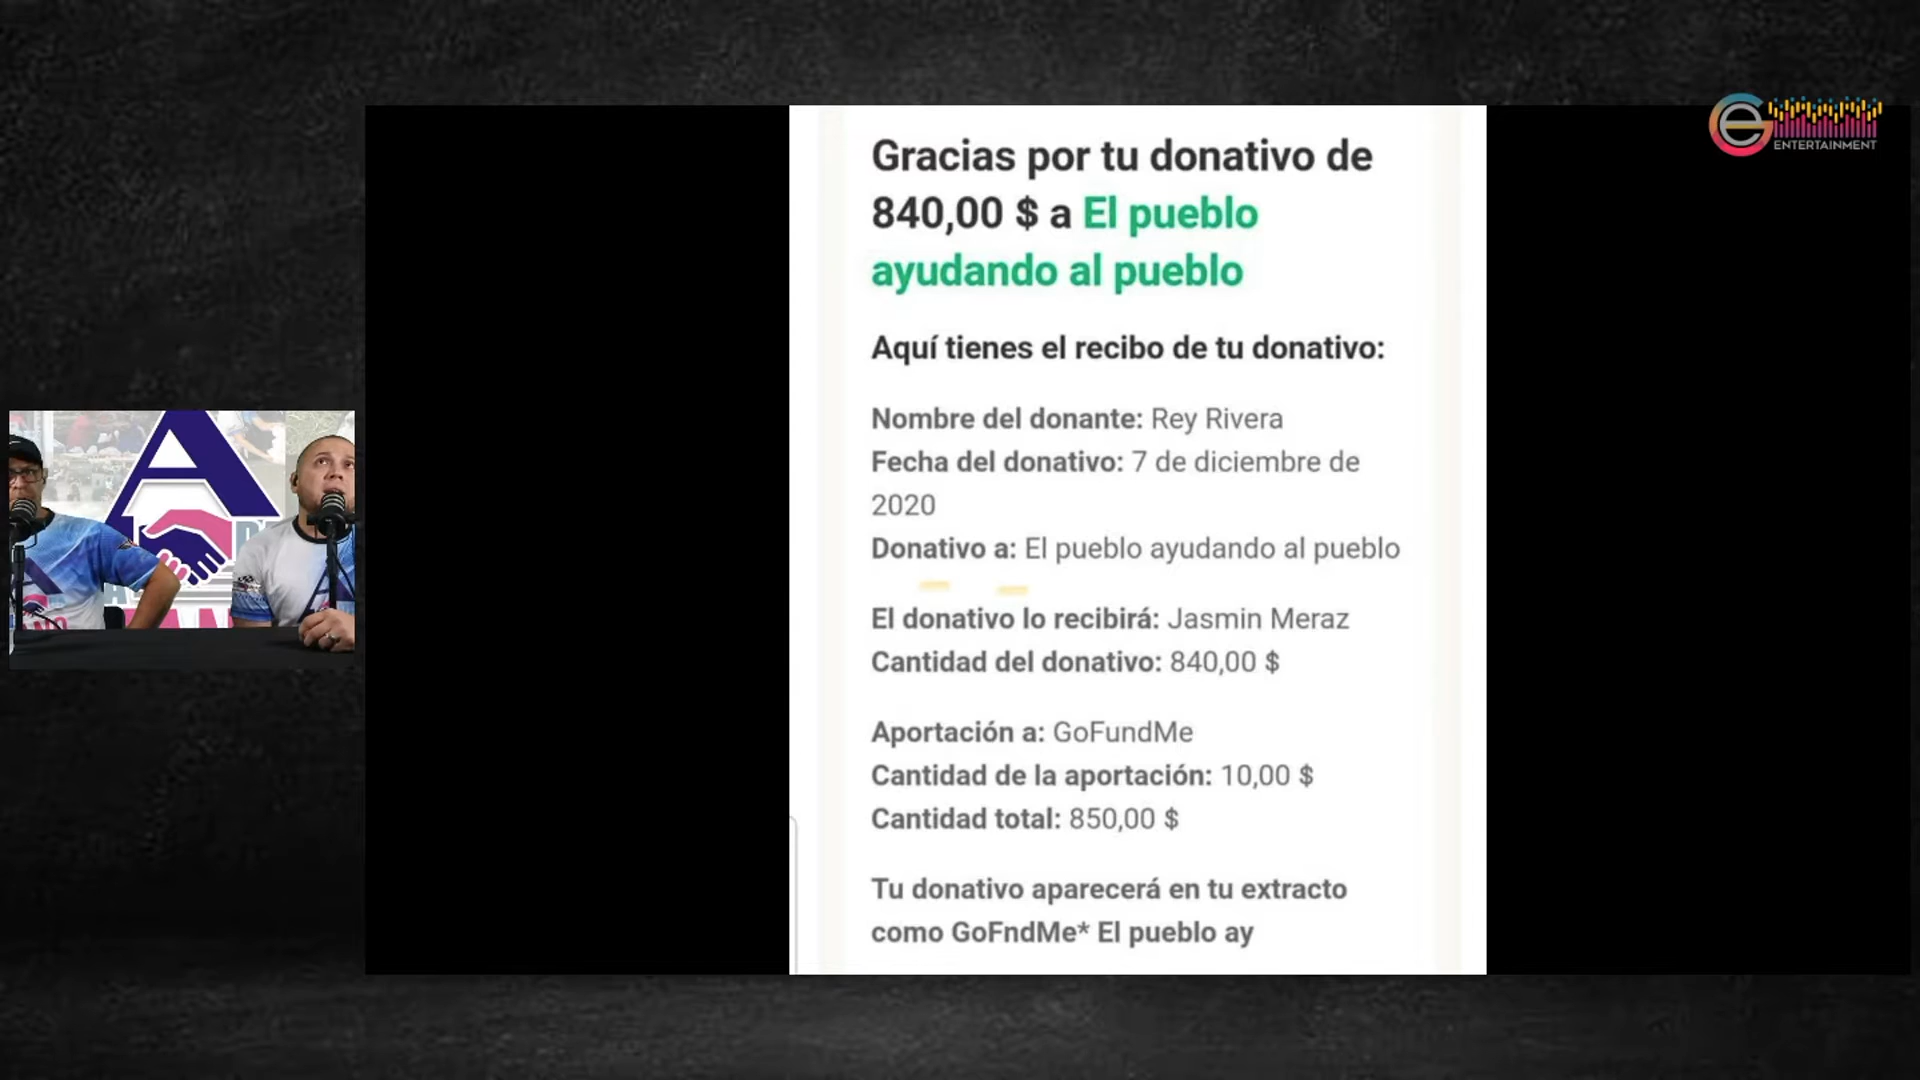 Gracias por tu donativo de
840,00 $ a El pueblo
ayudando al pueblo
Aquí tienes el recibo de tu donativo:
Nombre del donante: Rey Rivera
Fecha del donativo: 7 de diciembre de
2020
Donativo a: El pueblo ayudando al pueblo
El donativo lo recibirá: Jasmin Meraz
Cantidad del donativo: 840,00 $
Aportación a: GoFundMe
Cantidad de la aportación: 10,00 $
Cantidad total: 850,00 $
Tu donativo aparecerá en tu extracto
como GoFndMe* El pueblo ay
ENTERTAINMENT